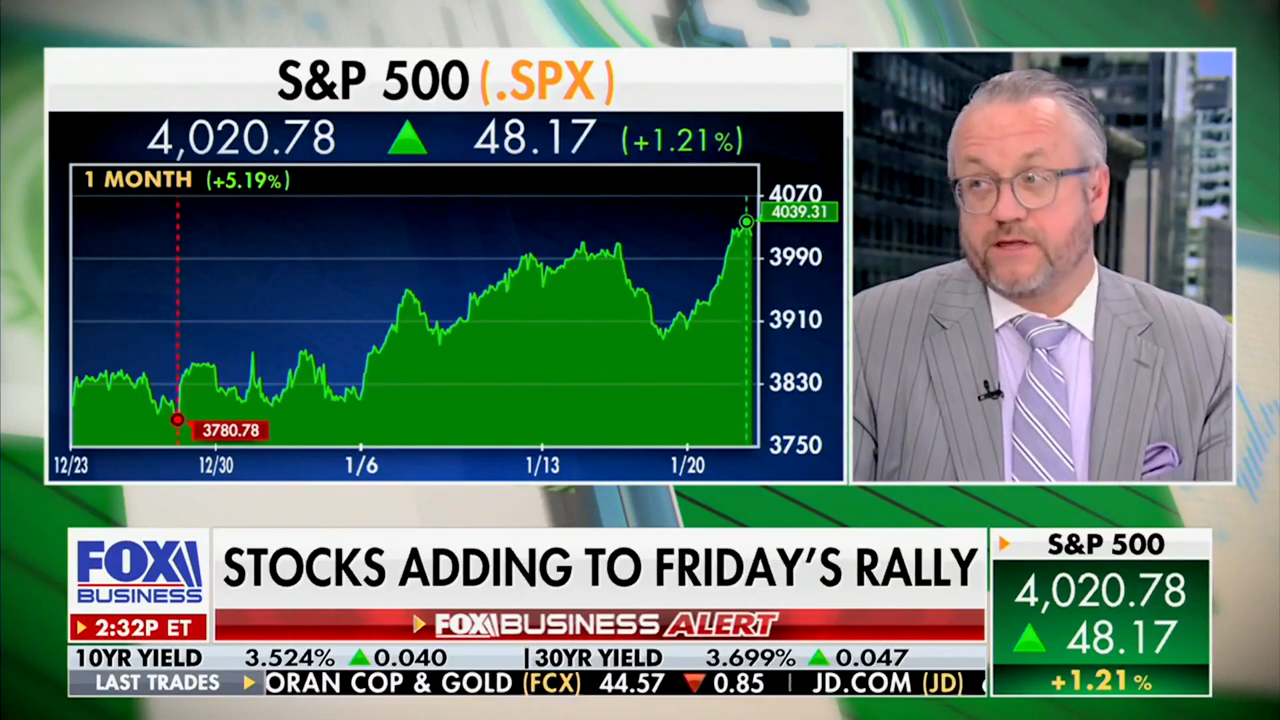 S&P 500 (.SPX)
4,020.78 ▲ 48.17 (+1.21%)
1 MONTH (+5.19%)
4070
4039.31
3990
3910
3830
3780.78
3750
12/23 12/30 1/6 1/13 1/20
FOX BUSINESS
STOCKS ADDING TO FRIDAY'S RALLY
FOX BUSINESS ALERT
2:32P ET
S&P 500
4,020.78
▲ 48.17
+1.21%
10YR YIELD 3.524% ▲ 0.040 | 30YR YIELD 3.699% ▲ 0.047
LAST TRADES ORAN COP & GOLD (FCX) 44.57 ▼ 0.85 | JD.COM (JD)